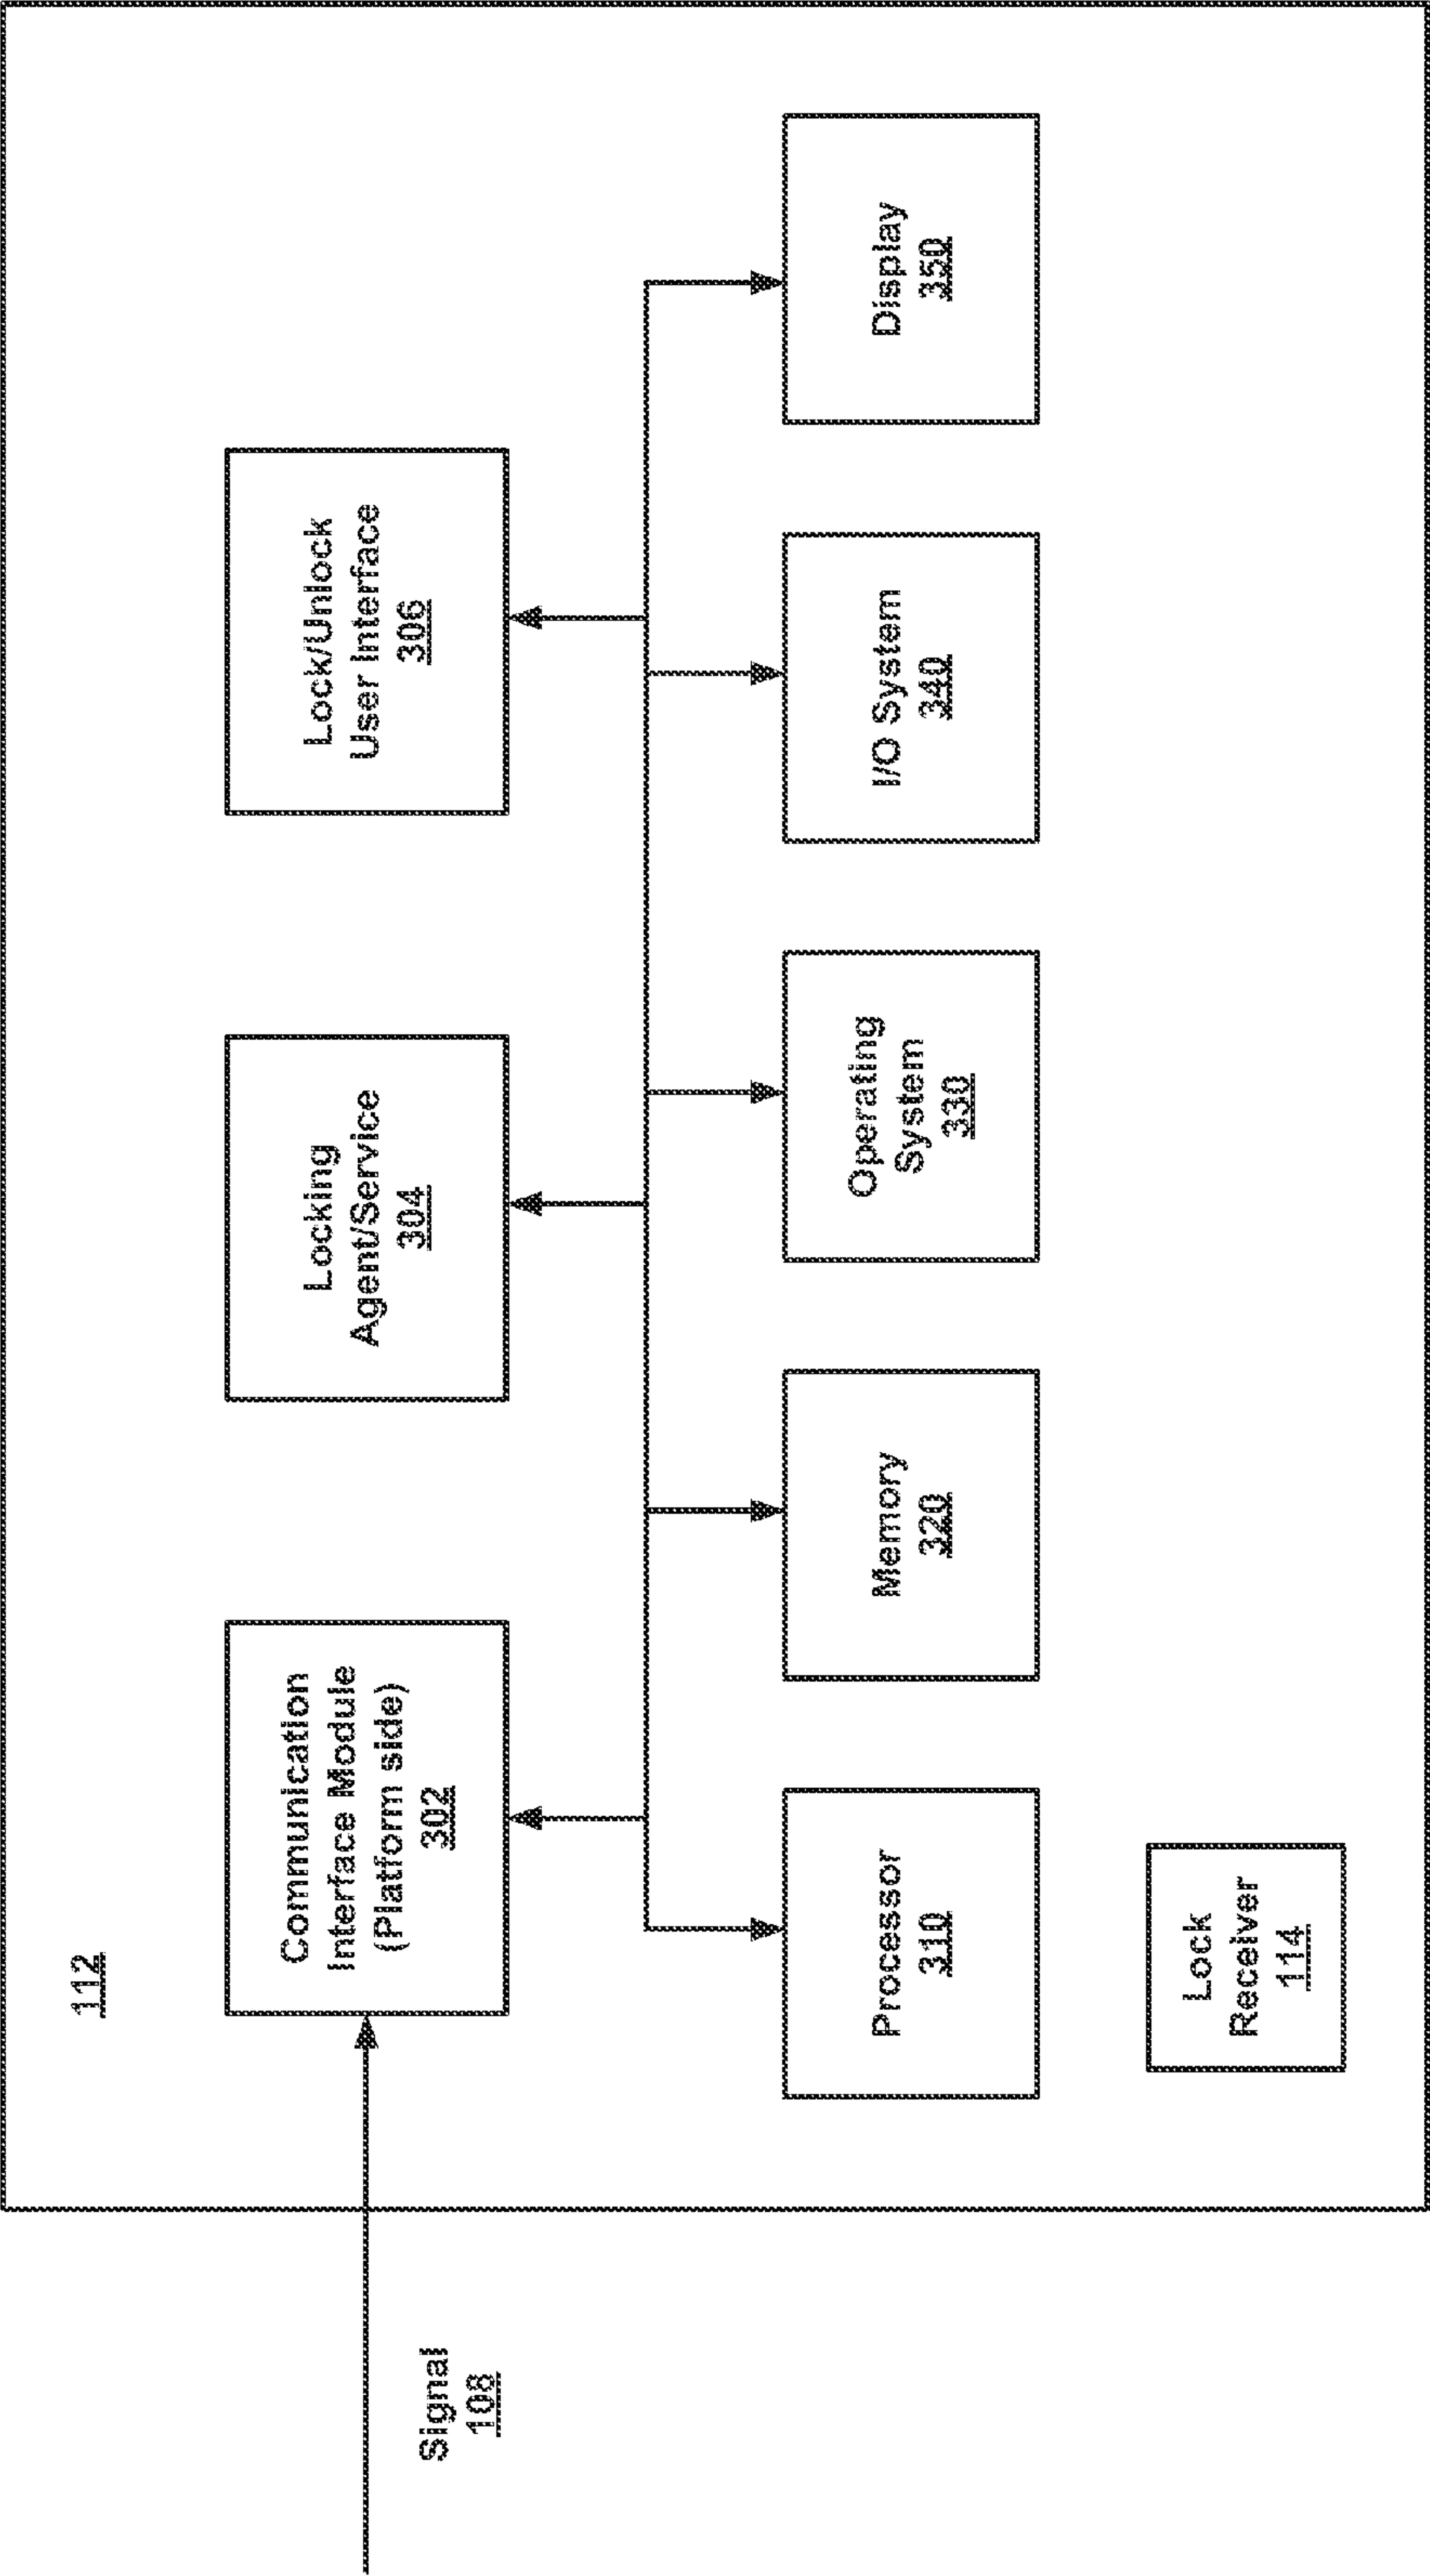 112
Signal
108
Communication
Interface Module
(Platform side)
302
Locking
Agent/Service
304
Lock/Unlock
User Interface
306
Processor
310
Memory
320
Operating
System
330
I/O System
340
Display
350
Lock
Receiver
114